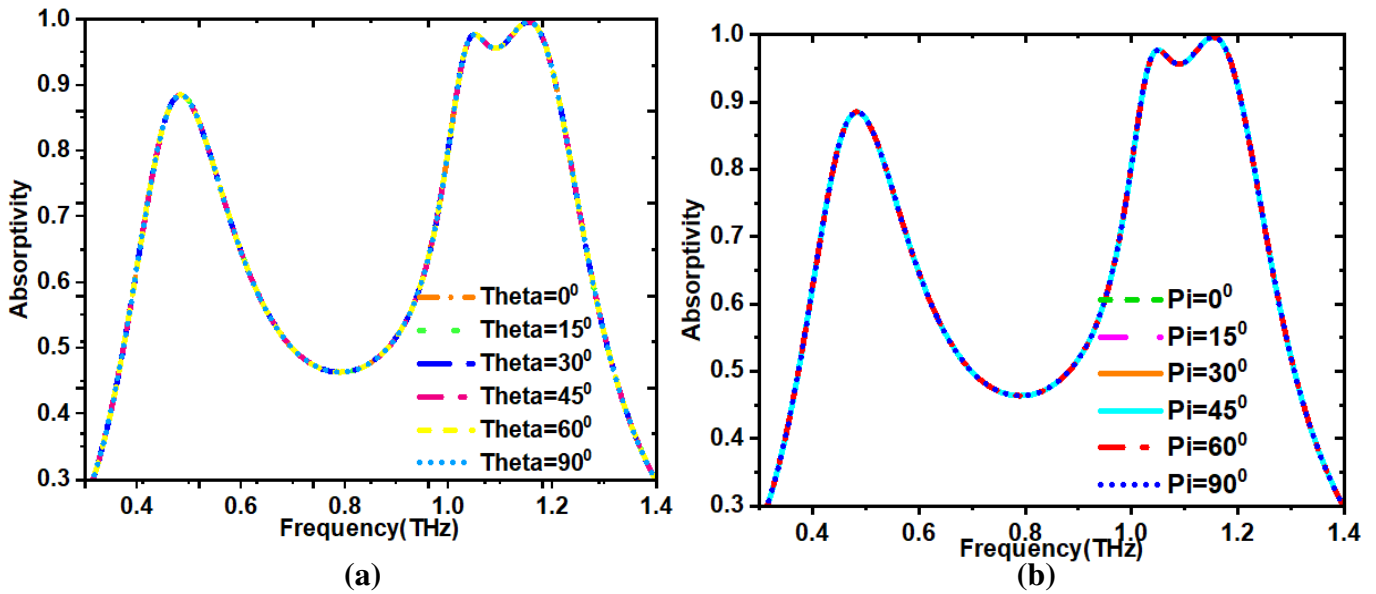 1.0
0.9
0.8
0.7
0.6
0.5
0.4
0.3
Absorptivity
Theta=0⁰
Theta=15⁰
Theta=30⁰
Theta=45⁰
Theta=60⁰
Theta=90⁰
0.4 0.6 0.8 1.0 1.2 1.4
Frequency(THz)
(a)
1.0
0.9
0.8
0.7
0.6
0.5
0.4
0.3
Absorptivity
Pi=0⁰
Pi=15⁰
Pi=30⁰
Pi=45⁰
Pi=60⁰
Pi=90⁰
0.4 0.6 0.8 1.0 1.2 1.4
Frequency(THz)
(b)